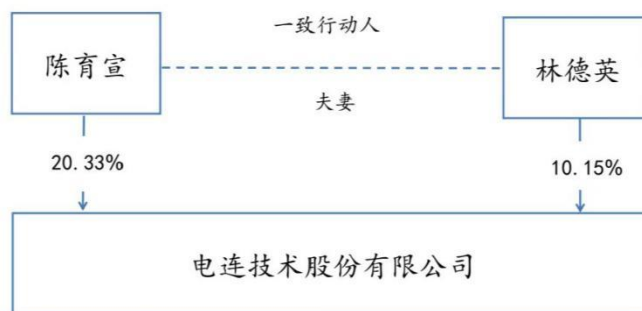 一致行动人
陈育宣
林德英
夫妻
20.33%
10.15%
电连技术股份有限公司